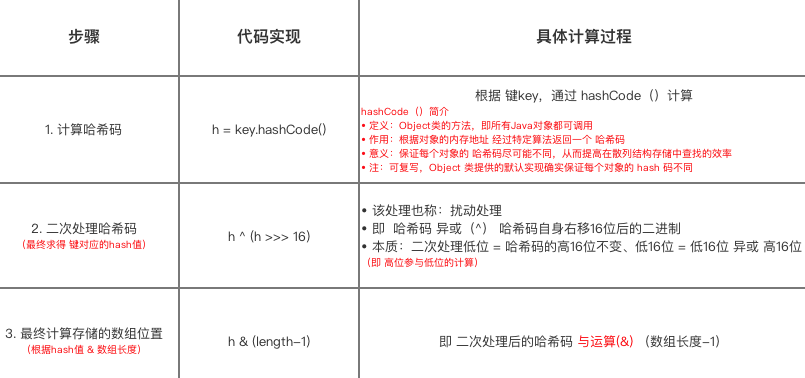 步骤
代码实现
具体计算过程
1. 计算哈希码
h = key.hashCode()
根据 键key，通过 hashCode（）计算
hashCode（）简介
• 定义：Object类的方法，即所有Java对象都可调用
• 作用：根据对象的内存地址 经过特定算法返回一个 哈希码
• 意义：保证每个对象的 哈希码尽可能不同，从而提高在散列结构存储中查找的效率
• 注：可复写，Object 类提供的默认实现确实保证每个对象的 hash 码不同
2. 二次处理哈希码
（最终求得 键对应的hash值）
h ^ (h >>> 16)
• 该处理也称：扰动处理
• 即 哈希码 异或（^） 哈希码自身右移16位后的二进制
• 本质：二次处理低位 = 哈希码的高16位不变、低16位 = 低16位 异或 高16位
（即 高位参与低位的计算）
3. 最终计算存储的数组位置
（根据hash值 & 数组长度）
h & (length-1)
即 二次处理后的哈希码 与运算(&) （数组长度-1）